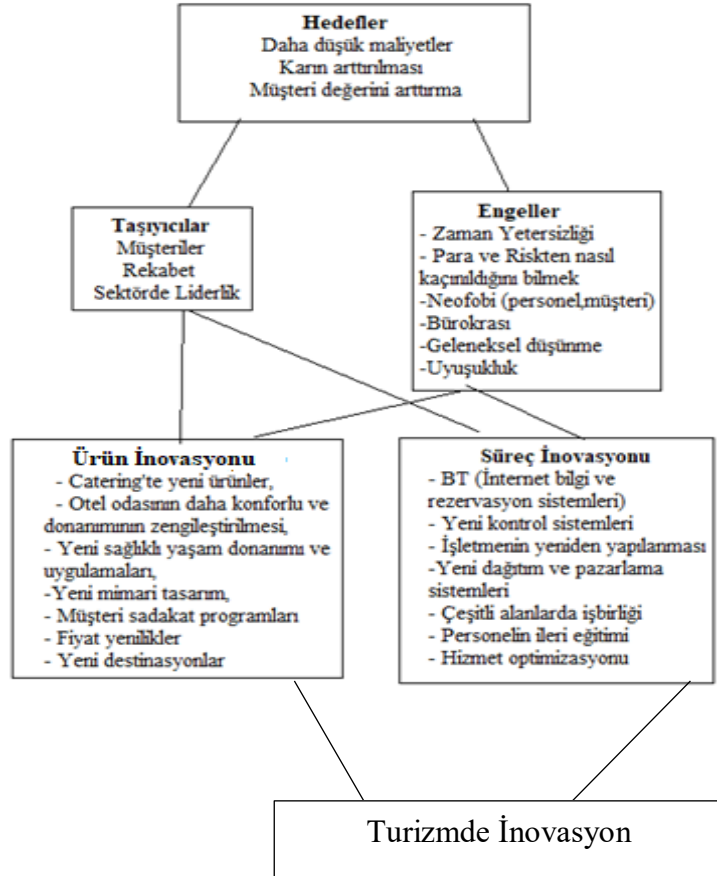 Hedefler
Daha düşük maliyetler
Karın arttırılması
Müşteri değerini arttırma
Taşıyıcılar
Müşteriler
Rekabet
Sektörde Liderlik
Engeller
- Zaman Yetersizliği
- Para ve Riskten nasıl
kaçınıldığını bilmek
-Neofobi (personel,müşteri)
-Bürokrası
-Geleneksel düşünme
-Uyuşukluk
Ürün İnovasyonu
- Catering'te yeni ürünler,
- Otel odasının daha konforlu ve
donanımının zengileştirilmesi,
- Yeni sağlıklı yaşam donanımı ve
uygulamaları,
-Yeni mimari tasarım,
- Müşteri sadakat programları
- Fiyat yenilikler
- Yeni destinasyonlar
Süreç İnovasyonu
- BT (İnternet bilgi ve
rezervasyon sistemleri)
- Yeni kontrol sistemleri
- İşletmenin yeniden yapılanması
-Yeni dağıtım ve pazarlama
sistemleri
- Çeşitli alanlarda işbirliği
- Personelin ileri eğitimi
- Hizmet optimizasyonu
Turizmde İnovasyon